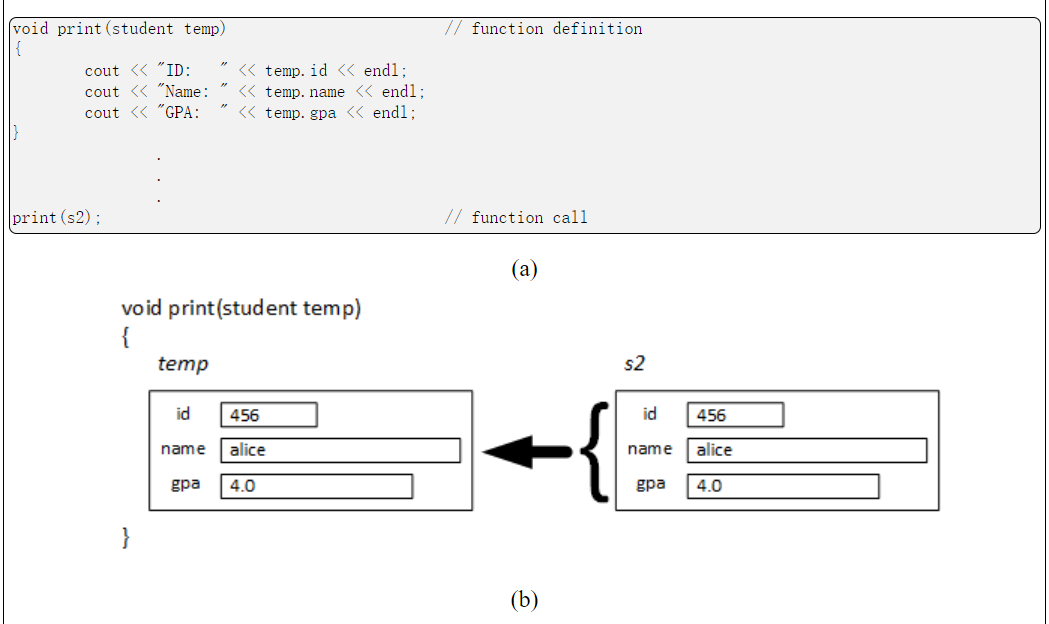 void print(student temp) // function definition
{
cout << "ID:   " << temp.id << endl;
cout << "Name: " << temp.name << endl;
cout << "GPA:  " << temp.gpa << endl;
}
.
.
.
print(s2); // function call
(a)
void print(student temp)
{
temp s2
id 456 id 456
name alice name alice
gpa 4.0 gpa 4.0
}
(b)